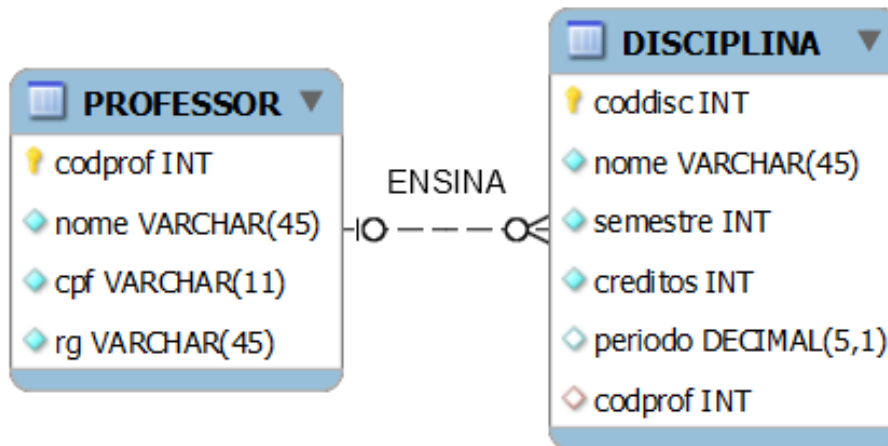 PROFESSOR
codprof INT
nome VARCHAR(45)
cpf VARCHAR(11)
rg VARCHAR(45)
ENSINA
DISCIPLINA
coddisc INT
nome VARCHAR(45)
semestre INT
creditos INT
periodo DECIMAL(5,1)
codprof INT